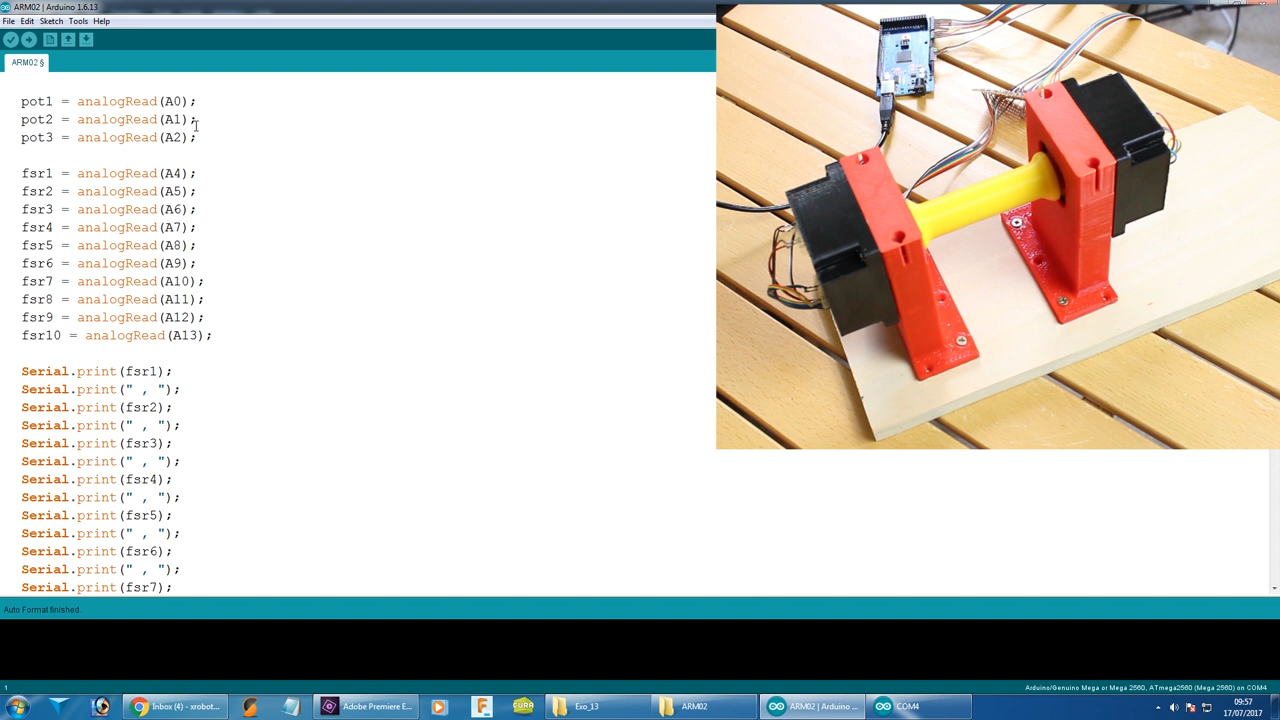 ARM02 | Arduino 1.6.13
File Edit Sketch Tools Help
ARM02 §
pot1 = analogRead(A0);
pot2 = analogRead(A1);
pot3 = analogRead(A2);
fsr1 = analogRead(A4);
fsr2 = analogRead(A5);
fsr3 = analogRead(A6);
fsr4 = analogRead(A7);
fsr5 = analogRead(A8);
fsr6 = analogRead(A9);
fsr7 = analogRead(A10);
fsr8 = analogRead(A11);
fsr9 = analogRead(A12);
fsr10 = analogRead(A13);
Serial.print(fsr1);
Serial.print(" , ");
Serial.print(fsr2);
Serial.print(" , ");
Serial.print(fsr3);
Serial.print(" , ");
Serial.print(fsr4);
Serial.print(" , ");
Serial.print(fsr5);
Serial.print(" , ");
Serial.print(fsr6);
Serial.print(" , ");
Serial.print(fsr7);
Auto Format finished.
1
Arduino/Genuino Mega or Mega 2560, ATmega2560 (Mega 2560) on COM4
Inbox (4) - xrobot...
Adobe Premiere E...
CURA
Exo_13
ARM02
ARM02 | Arduino ...
COM4
09:57
17/07/2017